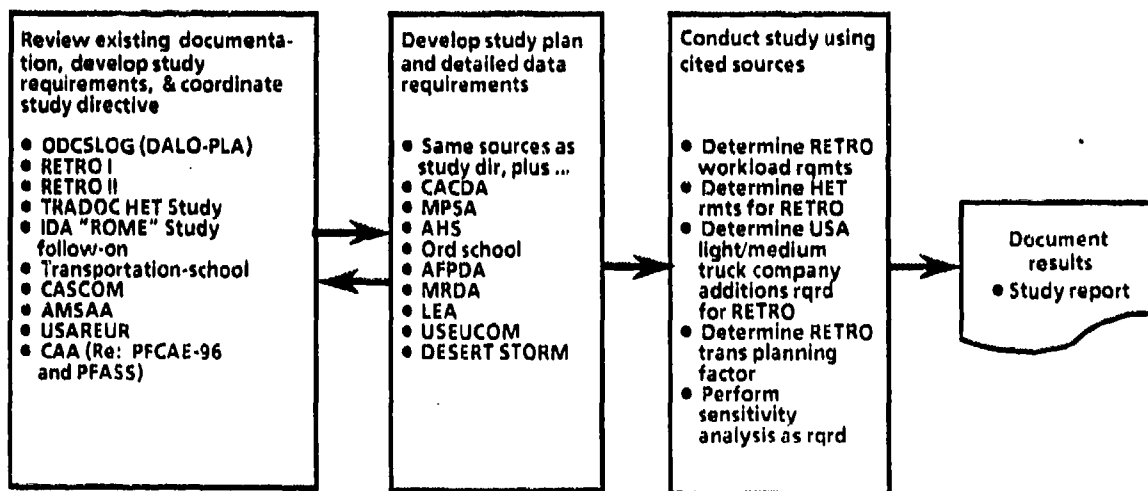 Review existing documenta-
tion, develop study
requirements, & coordinate
study directive
● ODCSLOG (DALO-PLA)
● RETRO I
● RETRO II
● TRADOC HET Study
● IDA "ROME" Study
follow-on
● Transportation-school
● CASCOM
● AMSAA
● USAREUR
● CAA (Re: PFCAE-96
and PFASS)
Develop study plan
and detailed data
requirements
● Same sources as
study dir, plus ...
● CACDA
● MPSA
● AHS
● Ord school
● AFPDA
● MRDA
● LEA
● USEUCOM
● DESERT STORM
Conduct study using
cited sources
● Determine RETRO
workload rqmts
● Determine HET
rmts for RETRO
● Determine USA
light/medium
truck company
additions rqrd
for RETRO
● Determine RETRO
trans planning
factor
● Perform
sensitivity
analysis as rqrd
Document
results
● Study report